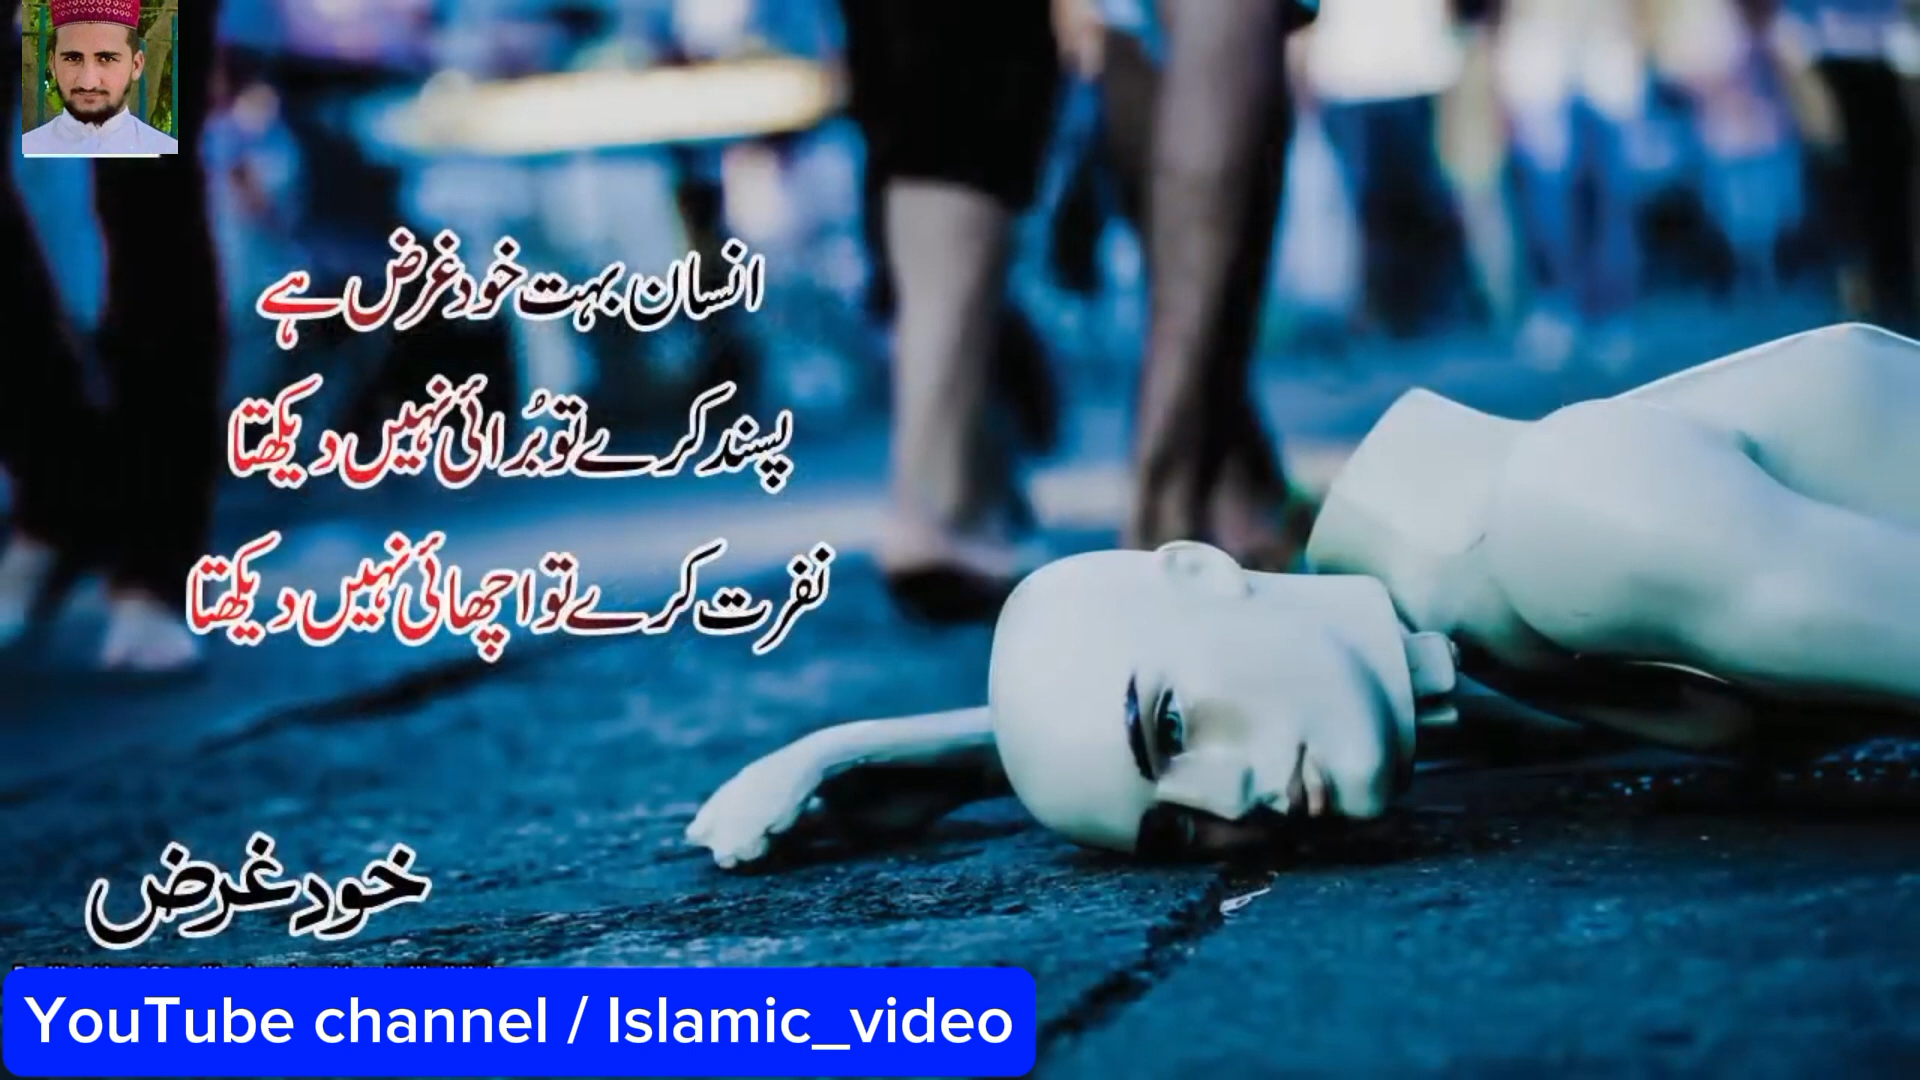 انسان بہت خود غرض ہے
پسند کرے تو بُرائی نہیں دیکھتا
نفرت کرے تو اچھائی نہیں دیکھتا
خود غرض
YouTube channel / Islamic_video